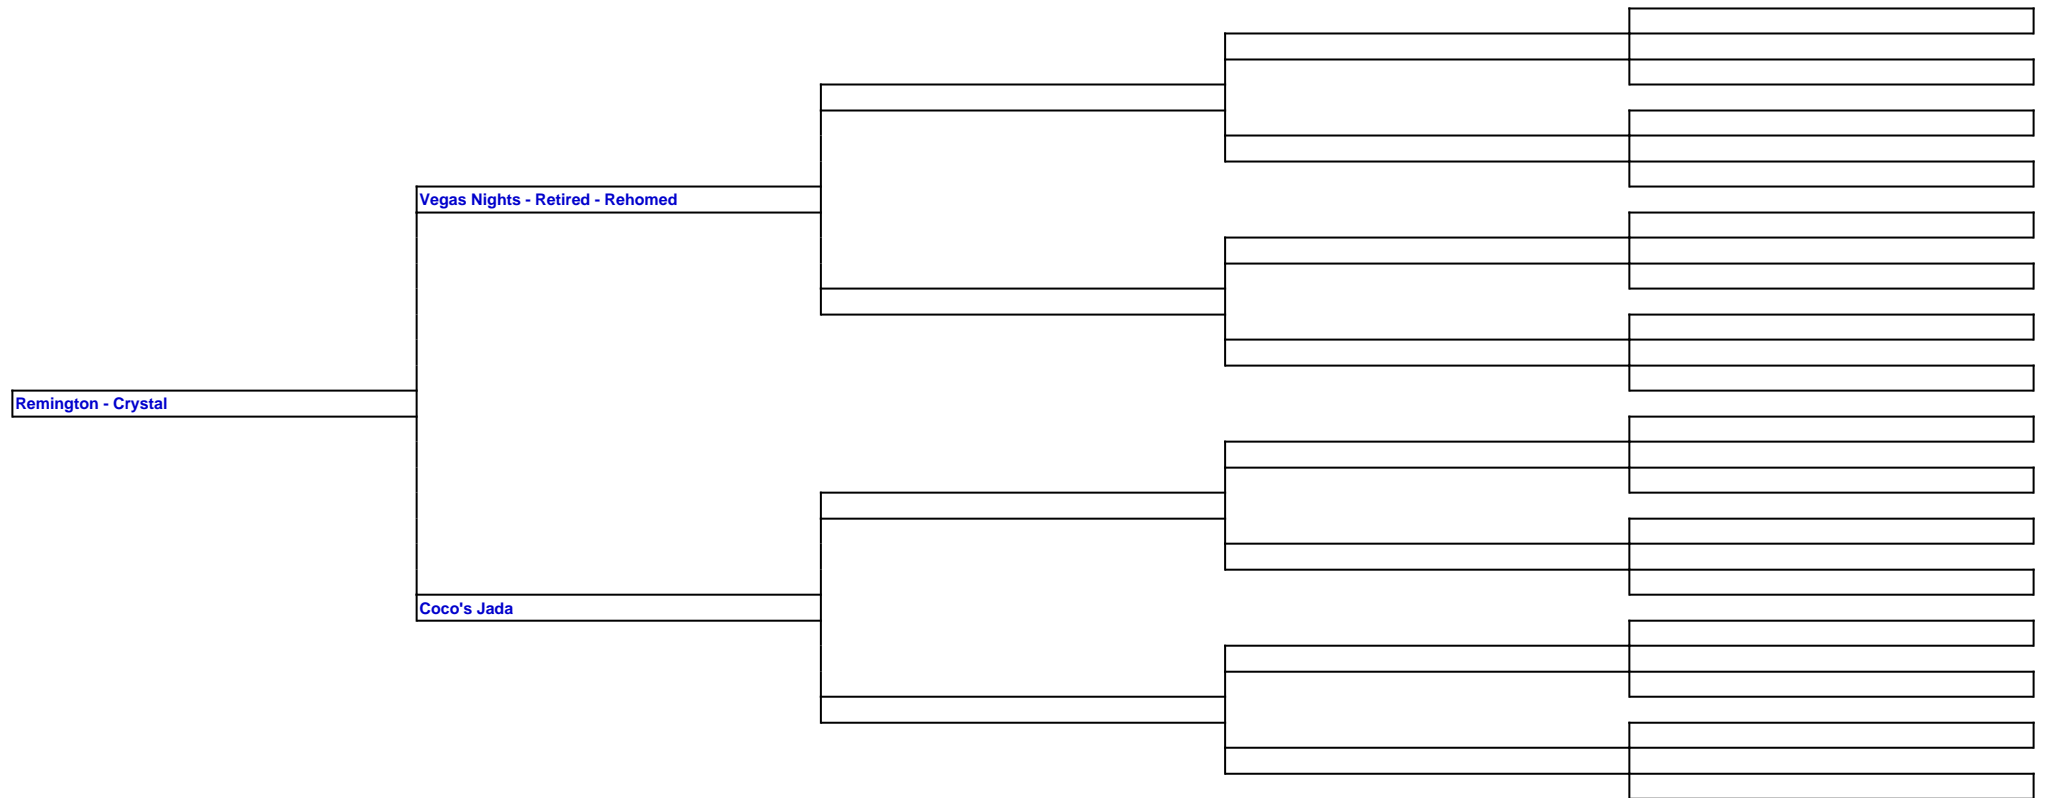 Vegas Nights - Retired - Rehomed
Remington - Crystal
Coco's Jada